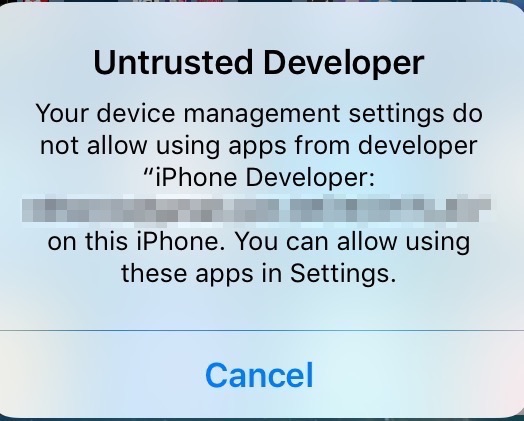 Untrusted Developer
Your device management settings do
not allow using apps from developer
“iPhone Developer:
on this iPhone. You can allow using
these apps in Settings.
Cancel